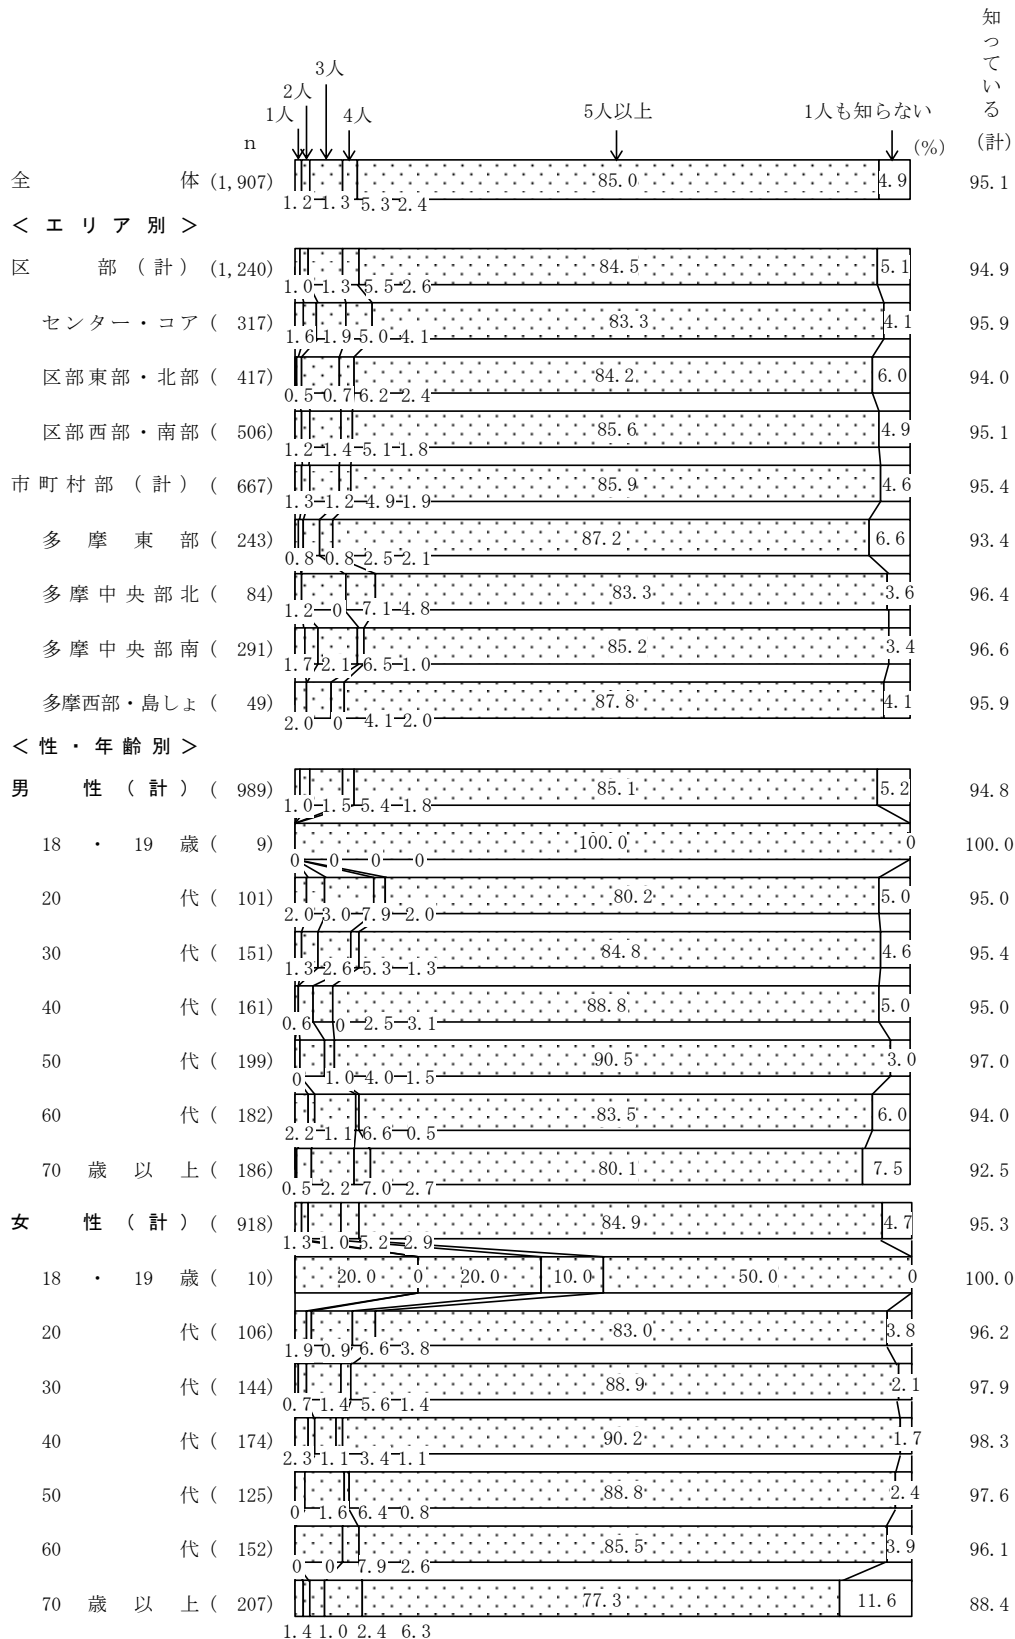 知っている
3人
2人
1人 4人 5人以上 1人も知らない
n (%) (計)
全体 (1,907) 85.0 4.9 95.1
1.2 1.3 5.3 2.4
＜エリア別＞
区部（計） (1,240) 84.5 5.1 94.9
1.0 1.3 5.5 2.6
センター・コア ( 317) 83.3 4.1 95.9
1.6 1.9 5.0 4.1
区部東部・北部 ( 417) 84.2 6.0 94.0
0.5 0.7 6.2 2.4
区部西部・南部 ( 506) 85.6 4.9 95.1
1.2 1.4 5.1 1.8
市町村部（計） ( 667) 85.9 4.6 95.4
1.3 1.2 4.9 1.9
多摩東部 ( 243) 87.2 6.6 93.4
0.8 0.8 2.5 2.1
多摩中央部北 ( 84) 83.3 3.6 96.4
1.2 0 7.1 4.8
多摩中央部南 ( 291) 85.2 3.4 96.6
1.7 2.1 6.5 1.0
多摩西部・島しょ ( 49) 87.8 4.1 95.9
2.0 0 4.1 2.0
＜性・年齢別＞
男性（計） ( 989) 85.1 5.2 94.8
1.0 1.5 5.4 1.8
18・19歳 ( 9) 100.0 0 100.0
0 0 0 0
20代 ( 101) 80.2 5.0 95.0
2.0 3.0 7.9 2.0
30代 ( 151) 84.8 4.6 95.4
1.3 2.6 5.3 1.3
40代 ( 161) 88.8 5.0 95.0
0.6 0 2.5 3.1
50代 ( 199) 90.5 3.0 97.0
0 1.0 4.0 1.5
60代 ( 182) 83.5 6.0 94.0
2.2 1.1 6.6 0.5
70歳以上 ( 186) 80.1 7.5 92.5
0.5 2.2 7.0 2.7
女性（計） ( 918) 84.9 4.7 95.3
1.3 1.0 5.2 2.9
18・19歳 ( 10) 20.0 0 20.0 10.0 50.0 0 100.0
20代 ( 106) 83.0 3.8 96.2
1.9 0.9 6.6 3.8
30代 ( 144) 88.9 2.1 97.9
0.7 1.4 5.6 1.4
40代 ( 174) 90.2 1.7 98.3
2.3 1.1 3.4 1.1
50代 ( 125) 88.8 2.4 97.6
0 1.6 6.4 0.8
60代 ( 152) 85.5 3.9 96.1
0 0 7.9 2.6
70歳以上 ( 207) 77.3 11.6 88.4
1.4 1.0 2.4 6.3